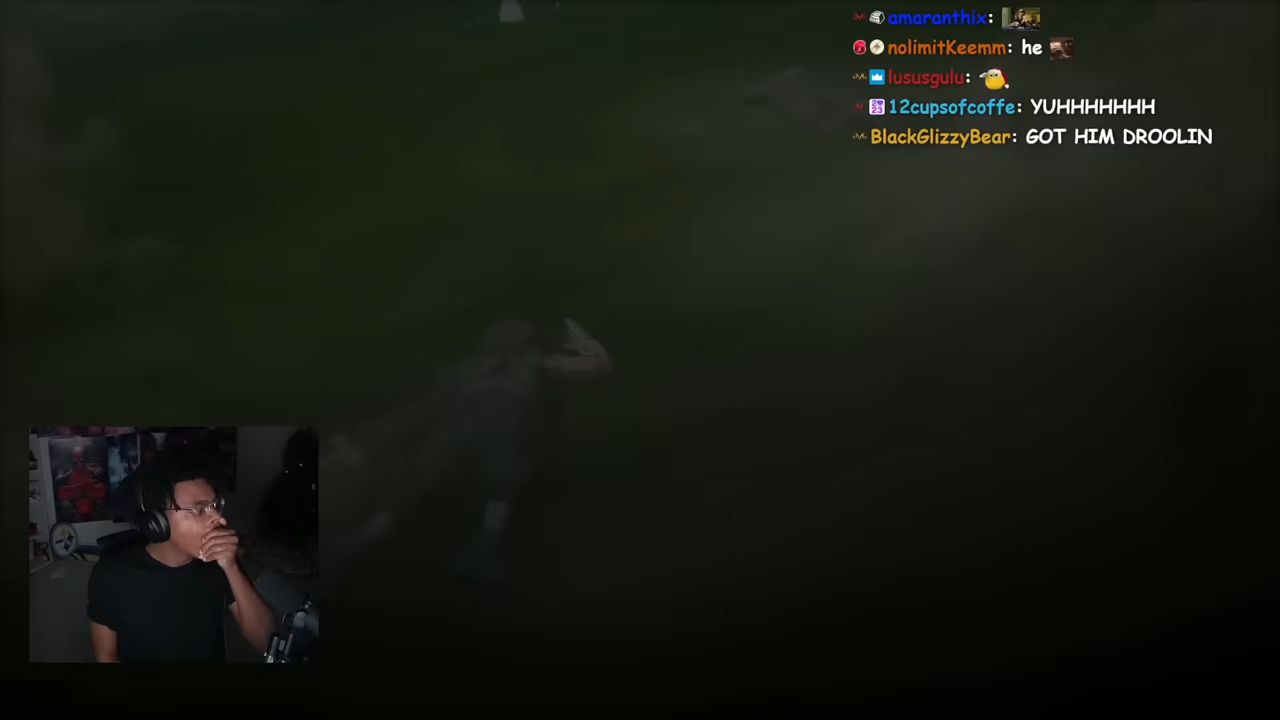 amaranthix:
nolimitKeemm: he
lususgulu:
12cupsofcoffe: YUHHHHHHH
BlackGlizzyBear: GOT HIM DROOLIN